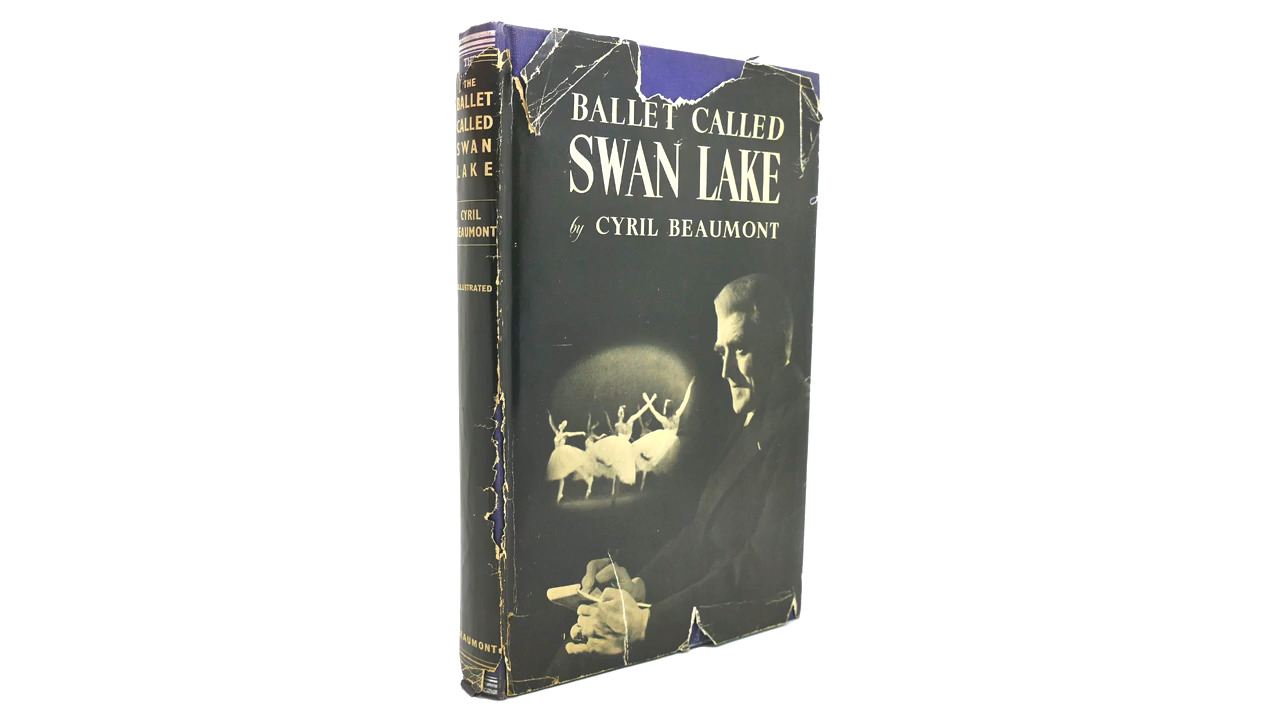 THE
BALLET
CALLED
SWAN
LAKE
CYRIL
BEAUMONT
ILLUSTRATED
BEAUMONT
BALLET CALLED
SWAN LAKE
by CYRIL BEAUMONT